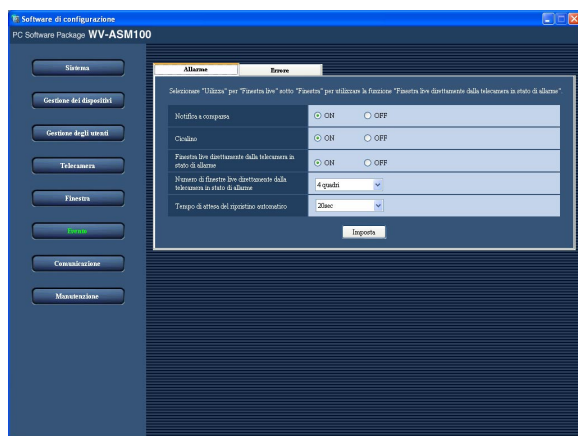 Software di configurazione
PC Software Package WV-ASM100
Sistema
Gestione dei dispositivi
Gestione degli utenti
Telecamera
Finestra
Evento
Comunicazione
Manutenzione
Allarme Errore
Selezionare "Utilizza" per "Finestra live" sotto "Finestra" per utilizzare la funzione "Finestra live direttamente dalla telecamera in stato di allarme".
Notifica a comparsa ON OFF
Cicalino ON OFF
Finestra live direttamente dalla telecamera in
stato di allarme ON OFF
Numero di finestre live direttamente dalla
telecamera in stato di allarme 4 quadri
Tempo di attesa del ripristino automatico 20sec
Imposta